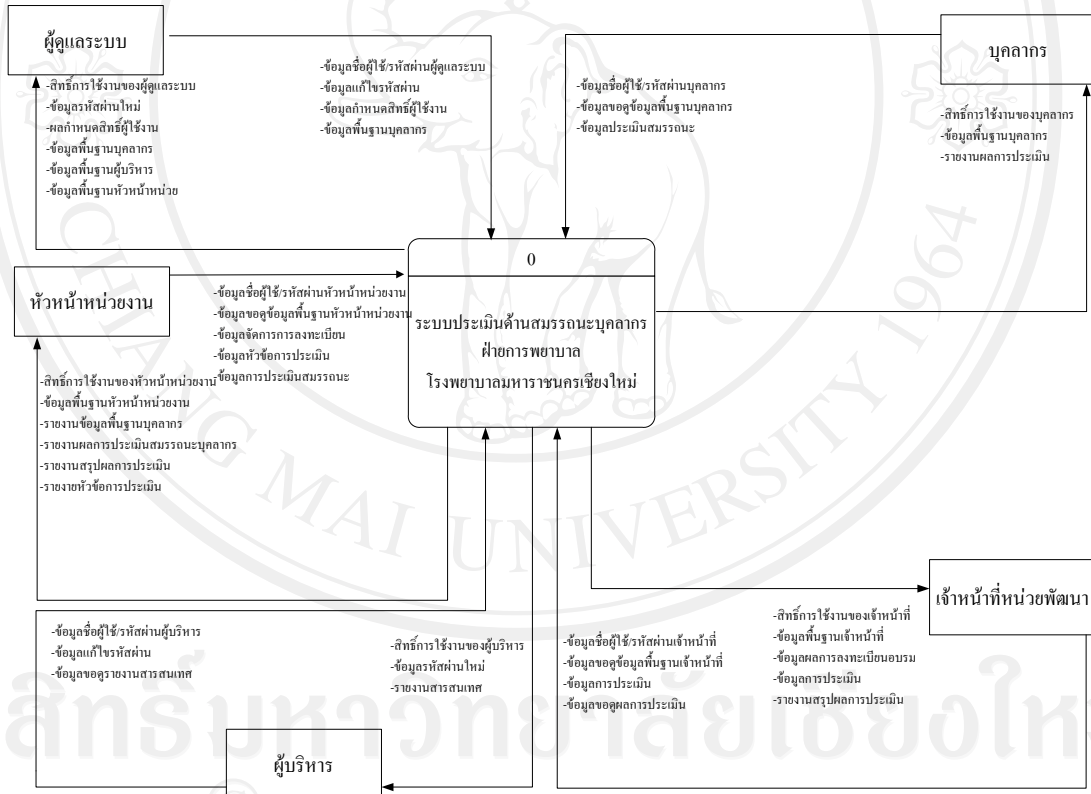 ผู้ดูแลระบบ
-สิทธิ์การใช้งานของผู้ดูแลระบบ
-ข้อมูลรหัสผ่านใหม่
-ผลกำหนดสิทธิ์ผู้ใช้งาน
-ข้อมูลพื้นฐานบุคลากร
-ข้อมูลพื้นฐานผู้บริหาร
-ข้อมูลพื้นฐานหัวหน้าหน่วย
-ข้อมูลชื่อผู้ใช้/รหัสผ่านผู้ดูแลระบบ
-ข้อมูลแก้ไขรหัสผ่าน
-ข้อมูลกำหนดสิทธิ์ผู้ใช้งาน
-ข้อมูลพื้นฐานบุคลากร
-ข้อมูลชื่อผู้ใช้/รหัสผ่านบุคลากร
-ข้อมูลขอดูข้อมูลพื้นฐานบุคลากร
-ข้อมูลประเมินสมรรถนะ
บุคลากร
-สิทธิ์การใช้งานของบุคลากร
-ข้อมูลพื้นฐานบุคลากร
-รายงานผลการประเมิน
หัวหน้าหน่วยงาน
-ข้อมูลชื่อผู้ใช้/รหัสผ่านหัวหน้าหน่วยงาน
-ข้อมูลขอดูข้อมูลพื้นฐานหัวหน้าหน่วยงาน
-ข้อมูลจัดการการลงทะเบียน
-ข้อมูลหัวข้อการประเมิน
-ข้อมูลการประเมินสมรรถนะ
0
ระบบประเมินด้านสมรรถนะบุคลากร
ฝ่ายการพยาบาล
โรงพยาบาลมหาราชนครเชียงใหม่
-สิทธิ์การใช้งานของหัวหน้าหน่วยงาน
-ข้อมูลพื้นฐานหัวหน้าหน่วยงาน
-รายงานข้อมูลพื้นฐานบุคลากร
-รายงานผลการประเมินสมรรถนะบุคลากร
-รายงานสรุปผลการประเมิน
-รายงายหัวข้อการประเมิน
เจ้าหน้าที่หน่วยพัฒนา
-ข้อมูลชื่อผู้ใช้/รหัสผ่านผู้บริหาร
-ข้อมูลแก้ไขรหัสผ่าน
-ข้อมูลขอดูรายงานสารสนเทศ
-สิทธิ์การใช้งานของผู้บริหาร
-ข้อมูลรหัสผ่านใหม่
-รายงานสารสนเทศ
-ข้อมูลชื่อผู้ใช้/รหัสผ่านเจ้าหน้าที่
-ข้อมูลขอดูข้อมูลพื้นฐานเจ้าหน้าที่
-ข้อมูลการประเมิน
-ข้อมูลขอดูผลการประเมิน
-สิทธิ์การใช้งานของเจ้าหน้าที่
-ข้อมูลพื้นฐานเจ้าหน้าที่
-ข้อมูลผลการลงทะเบียนอบรม
-ข้อมูลการประเมิน
-รายงานสรุปผลการประเมิน
ผู้บริหาร
CHIANG MAI UNIVERSITY 1964